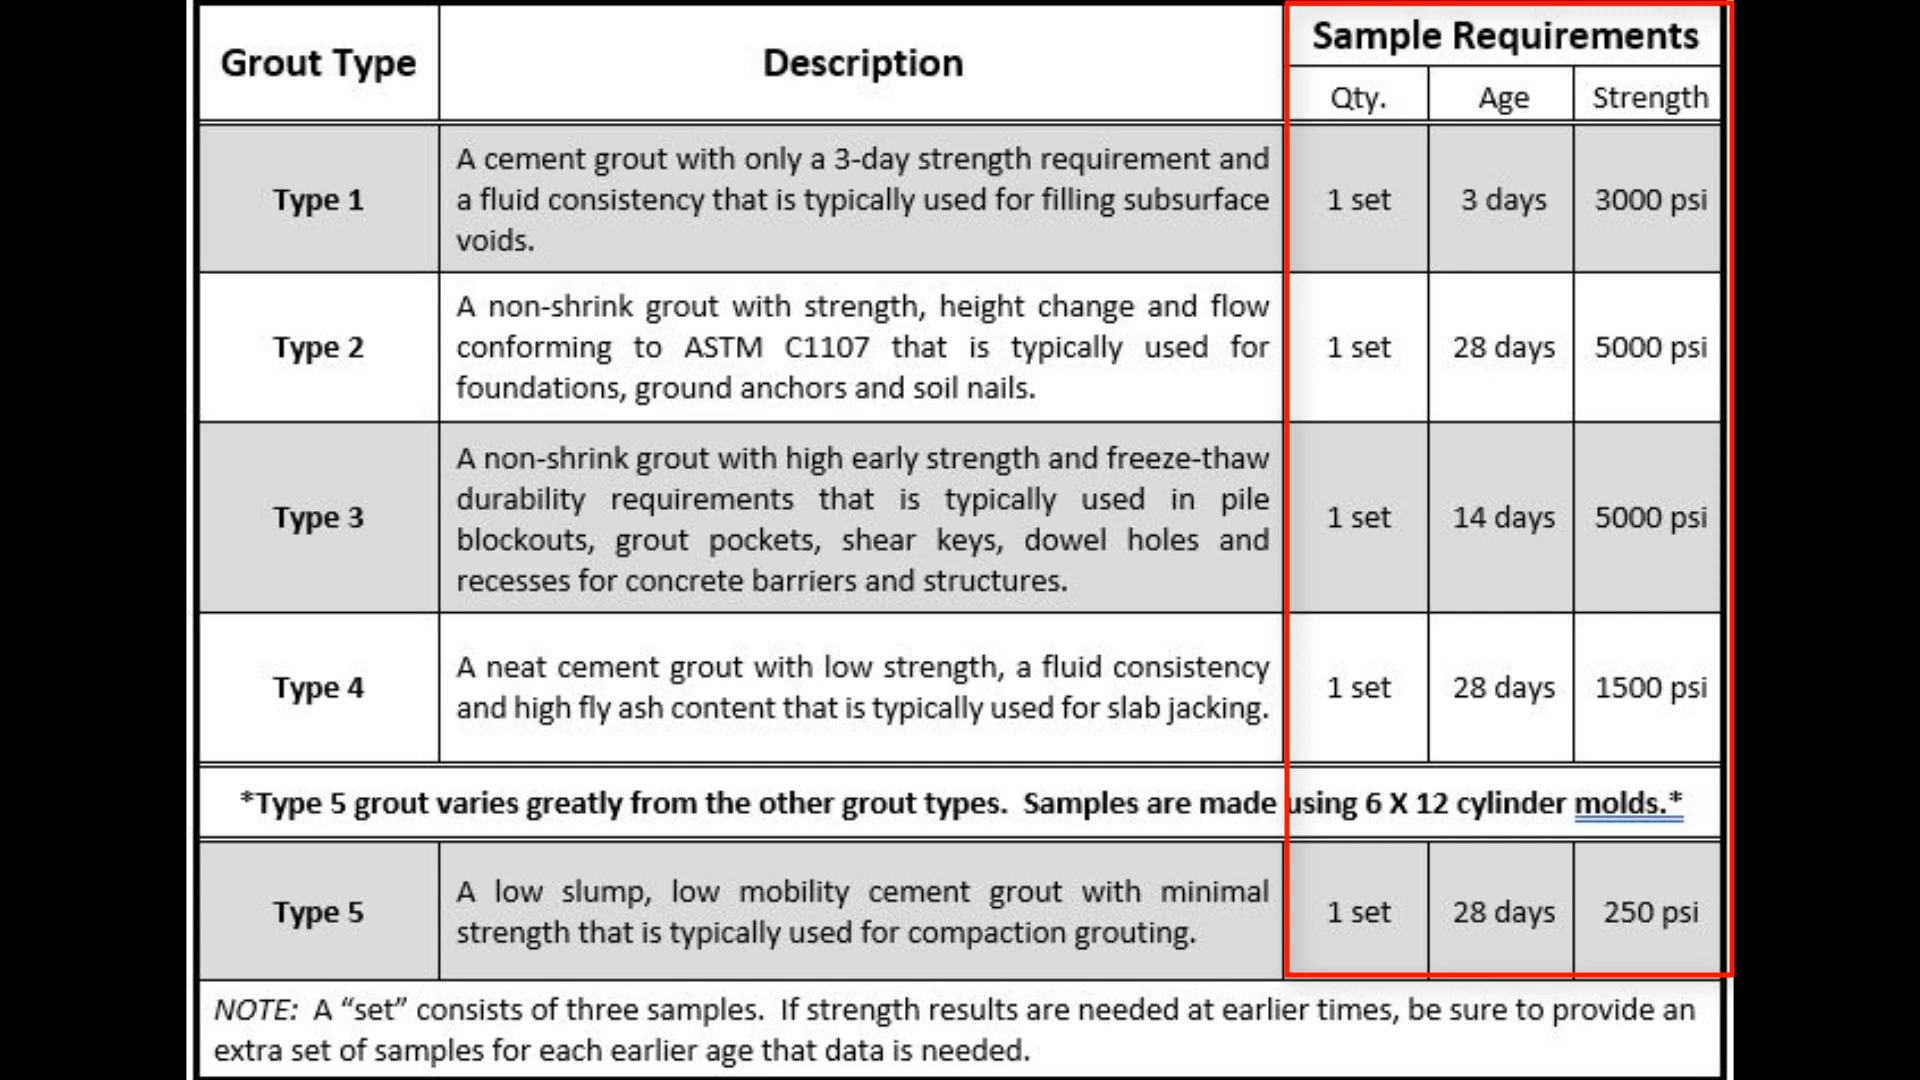 Grout Type
Description
Sample Requirements
Qty.
Age
Strength
Type 1
A cement grout with only a 3-day strength requirement and
a fluid consistency that is typically used for filling subsurface
voids.
1 set
3 days
3000 psi
Type 2
A non-shrink grout with strength, height change and flow
conforming to ASTM C1107 that is typically used for
foundations, ground anchors and soil nails.
1 set
28 days
5000 psi
Type 3
A non-shrink grout with high early strength and freeze-thaw
durability requirements that is typically used in pile
blockouts, grout pockets, shear keys, dowel holes and
recesses for concrete barriers and structures.
1 set
14 days
5000 psi
Type 4
A neat cement grout with low strength, a fluid consistency
and high fly ash content that is typically used for slab jacking.
1 set
28 days
1500 psi
*Type 5 grout varies greatly from the other grout types.  Samples are made using 6 X 12 cylinder molds.*
Type 5
A low slump, low mobility cement grout with minimal
strength that is typically used for compaction grouting.
1 set
28 days
250 psi
NOTE:  A “set” consists of three samples.  If strength results are needed at earlier times, be sure to provide an
extra set of samples for each earlier age that data is needed.